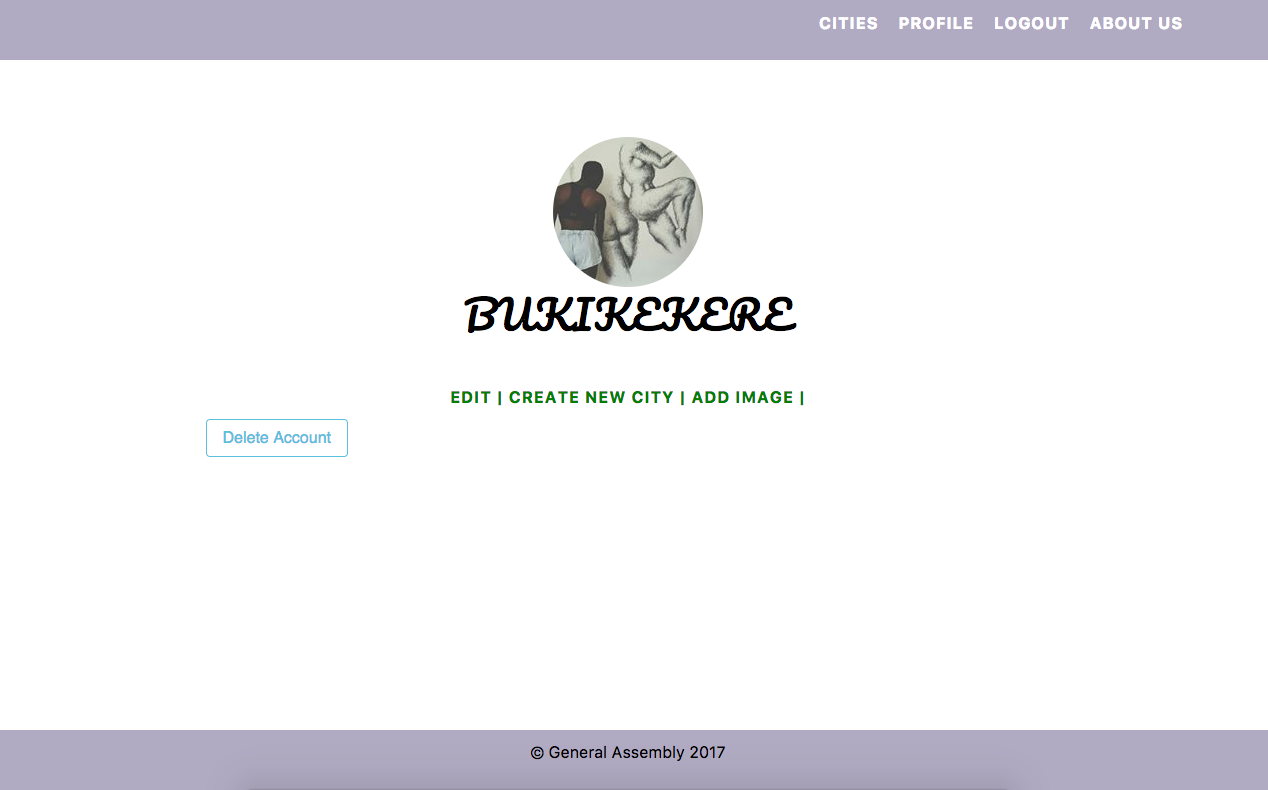 CITIES PROFILE LOGOUT ABOUT US
BUKIKEKERE
EDIT | CREATE NEW CITY | ADD IMAGE |
Delete Account
© General Assembly 2017